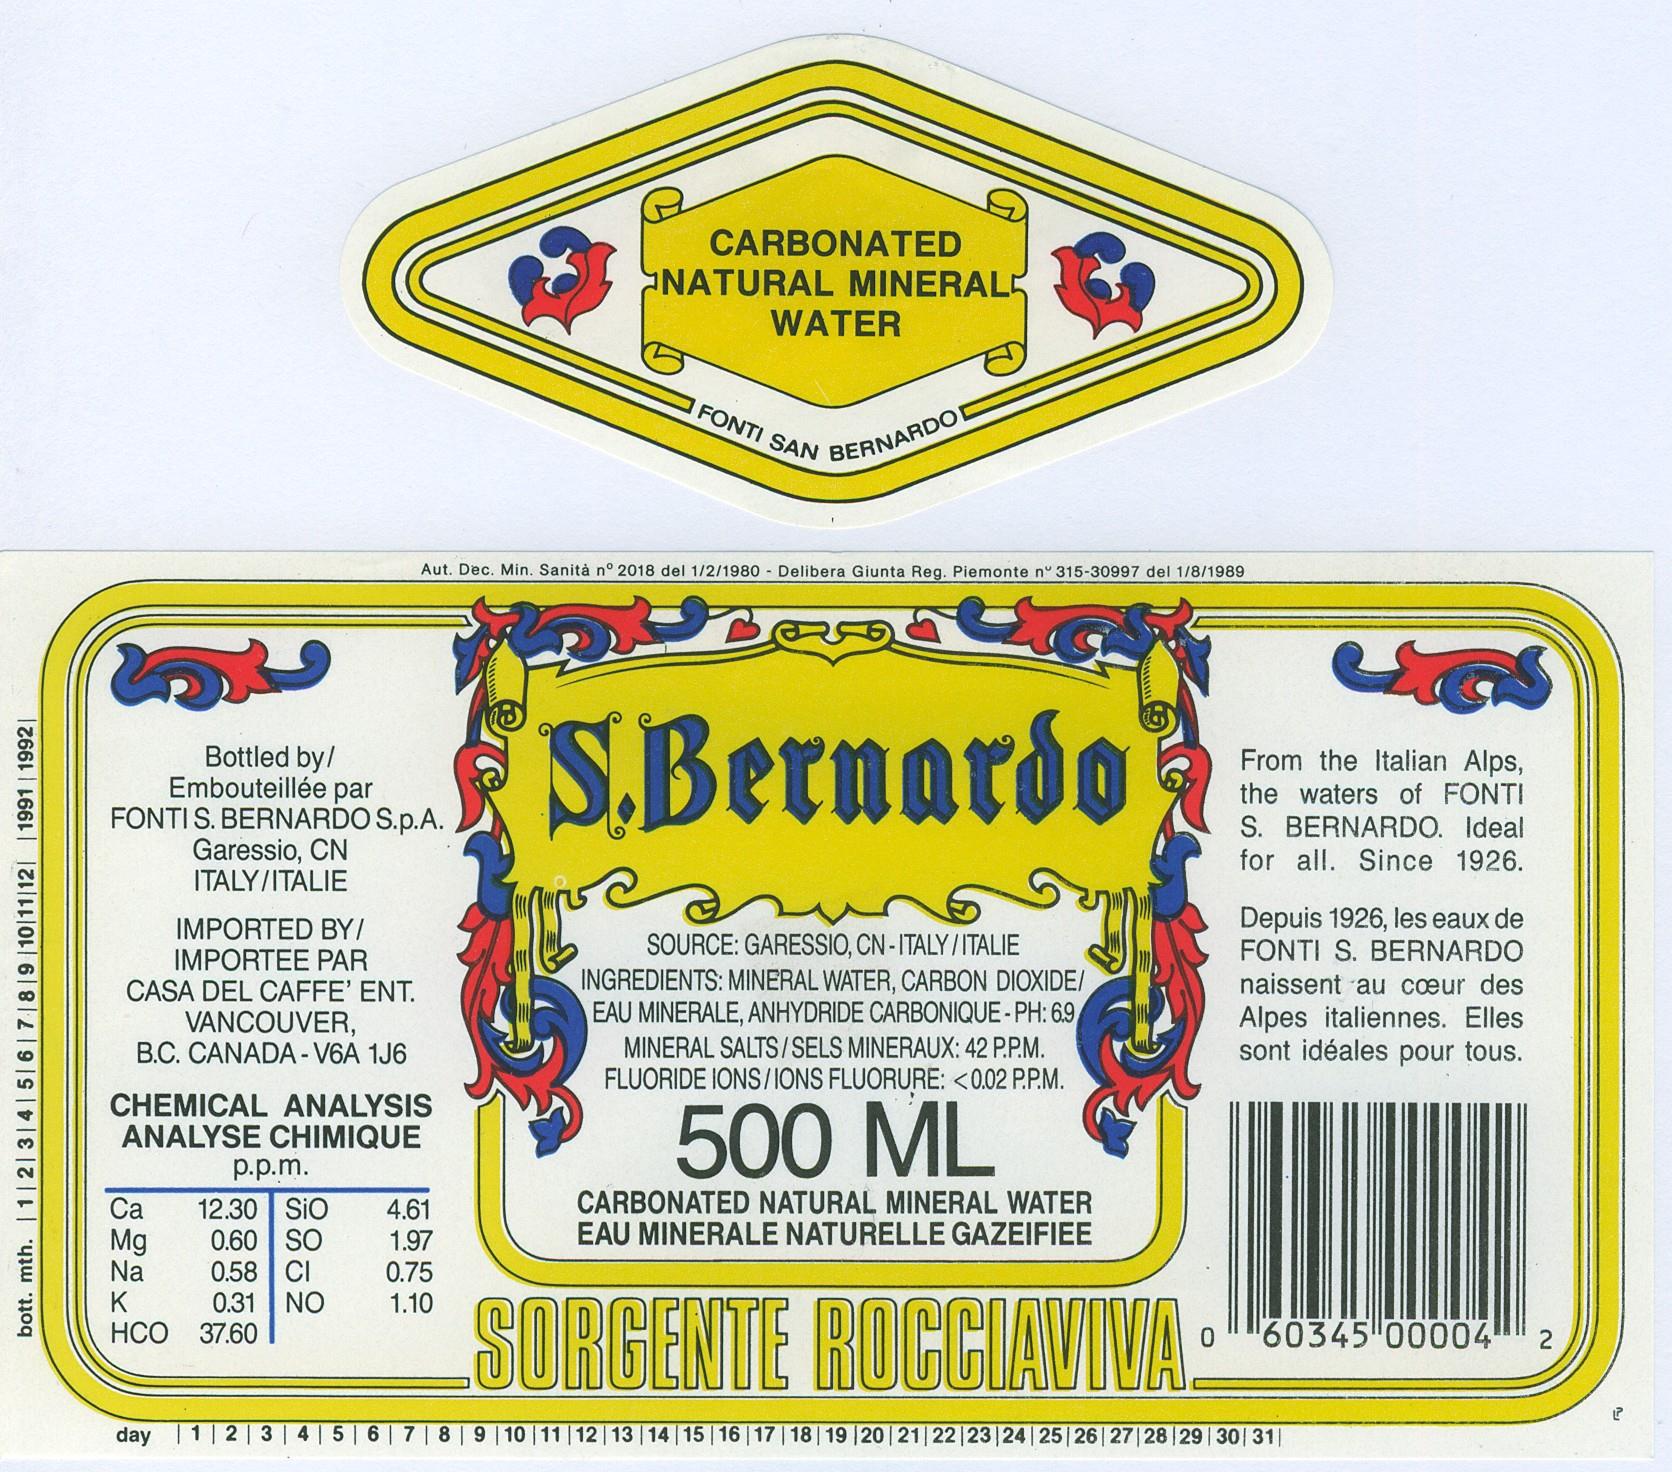 CARBONATED
NATURAL MINERAL
WATER
FONTI SAN BERNARDO
Aut. Dec. Min. Sanità nº 2018 del 1/2/1980 - Delibera Giunta Reg. Piemonte nº 315-30997 del 1/8/1989
bott. mth. | 1 | 2 | 3 | 4 | 5 | 6 | 7 | 8 | 9 | 10 | 11 | 12 | | 1991 | 1992 |
Bottled by/
Embouteillée par
FONTI S. BERNARDO S.p.A.
Garessio, CN
ITALY/ITALIE
IMPORTED BY/
IMPORTEE PAR
CASA DEL CAFFE' ENT.
VANCOUVER,
B.C. CANADA - V6A 1J6
CHEMICAL ANALYSIS
ANALYSE CHIMIQUE
p.p.m.
Ca 12.30 SiO 4.61
Mg 0.60 SO 1.97
Na 0.58 Cl 0.75
K 0.31 NO 1.10
HCO 37.60
S. Bernardo
SOURCE: GARESSIO, CN - ITALY / ITALIE
INGREDIENTS: MINERAL WATER, CARBON DIOXIDE/
EAU MINERALE, ANHYDRIDE CARBONIQUE - PH: 6.9
MINERAL SALTS / SELS MINERAUX: 42 P.P.M.
FLUORIDE IONS / IONS FLUORURE: <0.02 P.P.M.
500 ML
CARBONATED NATURAL MINERAL WATER
EAU MINERALE NATURELLE GAZEIFIEE
SORGENTE ROCCIAVIVA
From the Italian Alps,
the waters of FONTI
S. BERNARDO. Ideal
for all. Since 1926.
Depuis 1926, les eaux de
FONTI S. BERNARDO
naissent au cœur des
Alpes italiennes. Elles
sont idéales pour tous.
0 60345 00004 2
day | 1 | 2 | 3 | 4 | 5 | 6 | 7 | 8 | 9 | 10 | 11 | 12 | 13 | 14 | 15 | 16 | 17 | 18 | 19 | 20 | 21 | 22 | 23 | 24 | 25 | 26 | 27 | 28 | 29 | 30 | 31 |